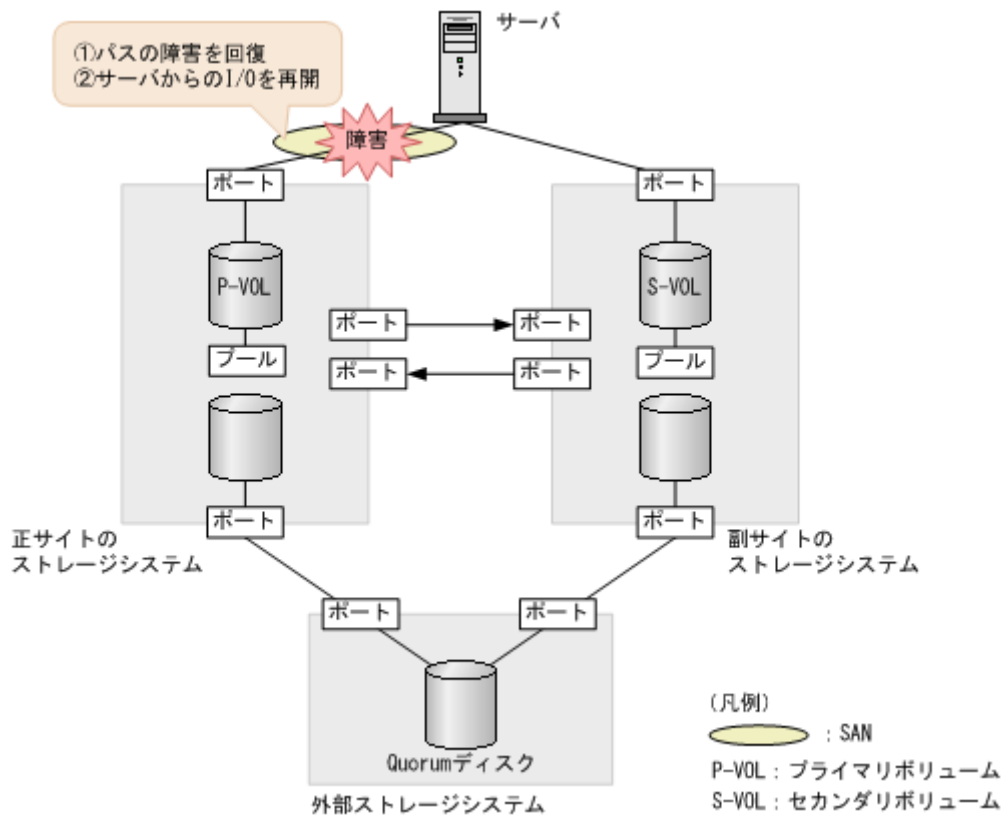 サーバ
①パスの障害を回復
②サーバからのI/Oを再開
障害
ポート
ポート
P-VOL
S-VOL
ポート
ポート
プール
プール
ポート
ポート
ポート
ポート
正サイトの
ストレージシステム
副サイトの
ストレージシステム
ポート
ポート
Quorumディスク
外部ストレージシステム
(凡例)
：SAN
P-VOL：プライマリボリューム
S-VOL：セカンダリボリューム